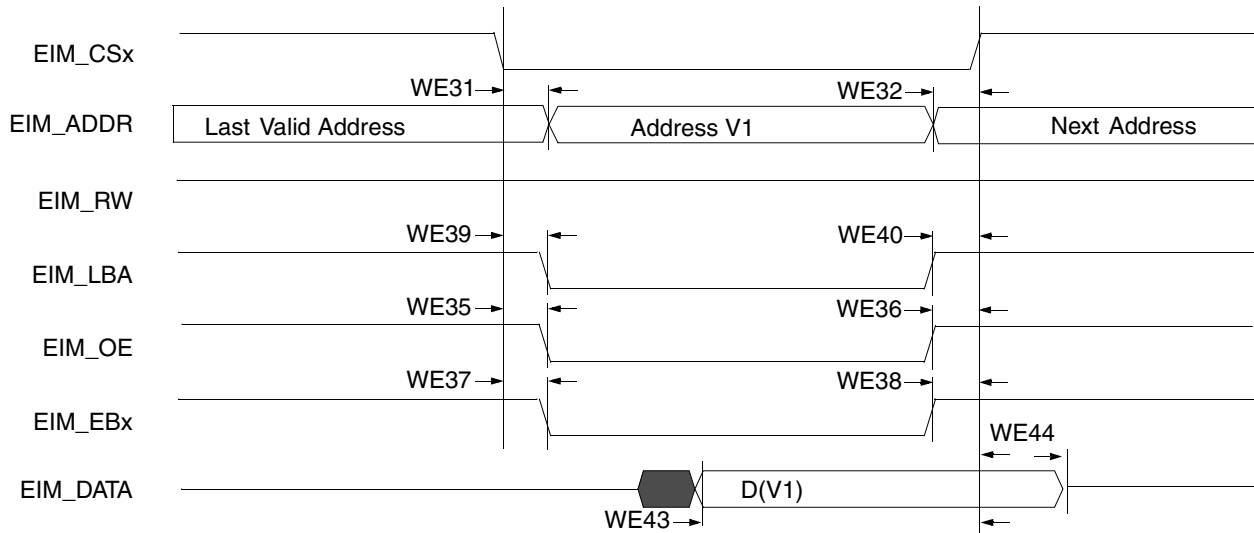 EIM_CSx
WE31
WE32
EIM_ADDR
Last Valid Address
Address V1
Next Address
EIM_RW
WE39
WE40
EIM_LBA
WE35
WE36
EIM_OE
WE37
WE38
EIM_EBx
WE44
EIM_DATA
D(V1)
WE43